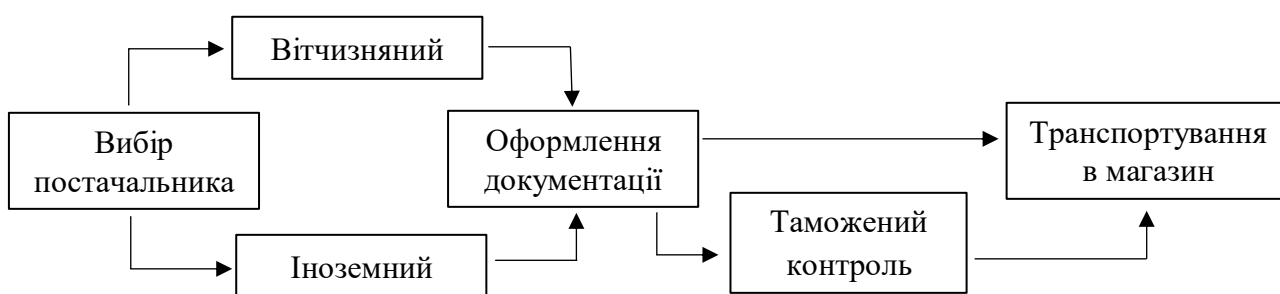 Вітчизняний
Вибір
постачальника
Іноземний
Оформлення
документації
Таможений
контроль
Транспортування
в магазин